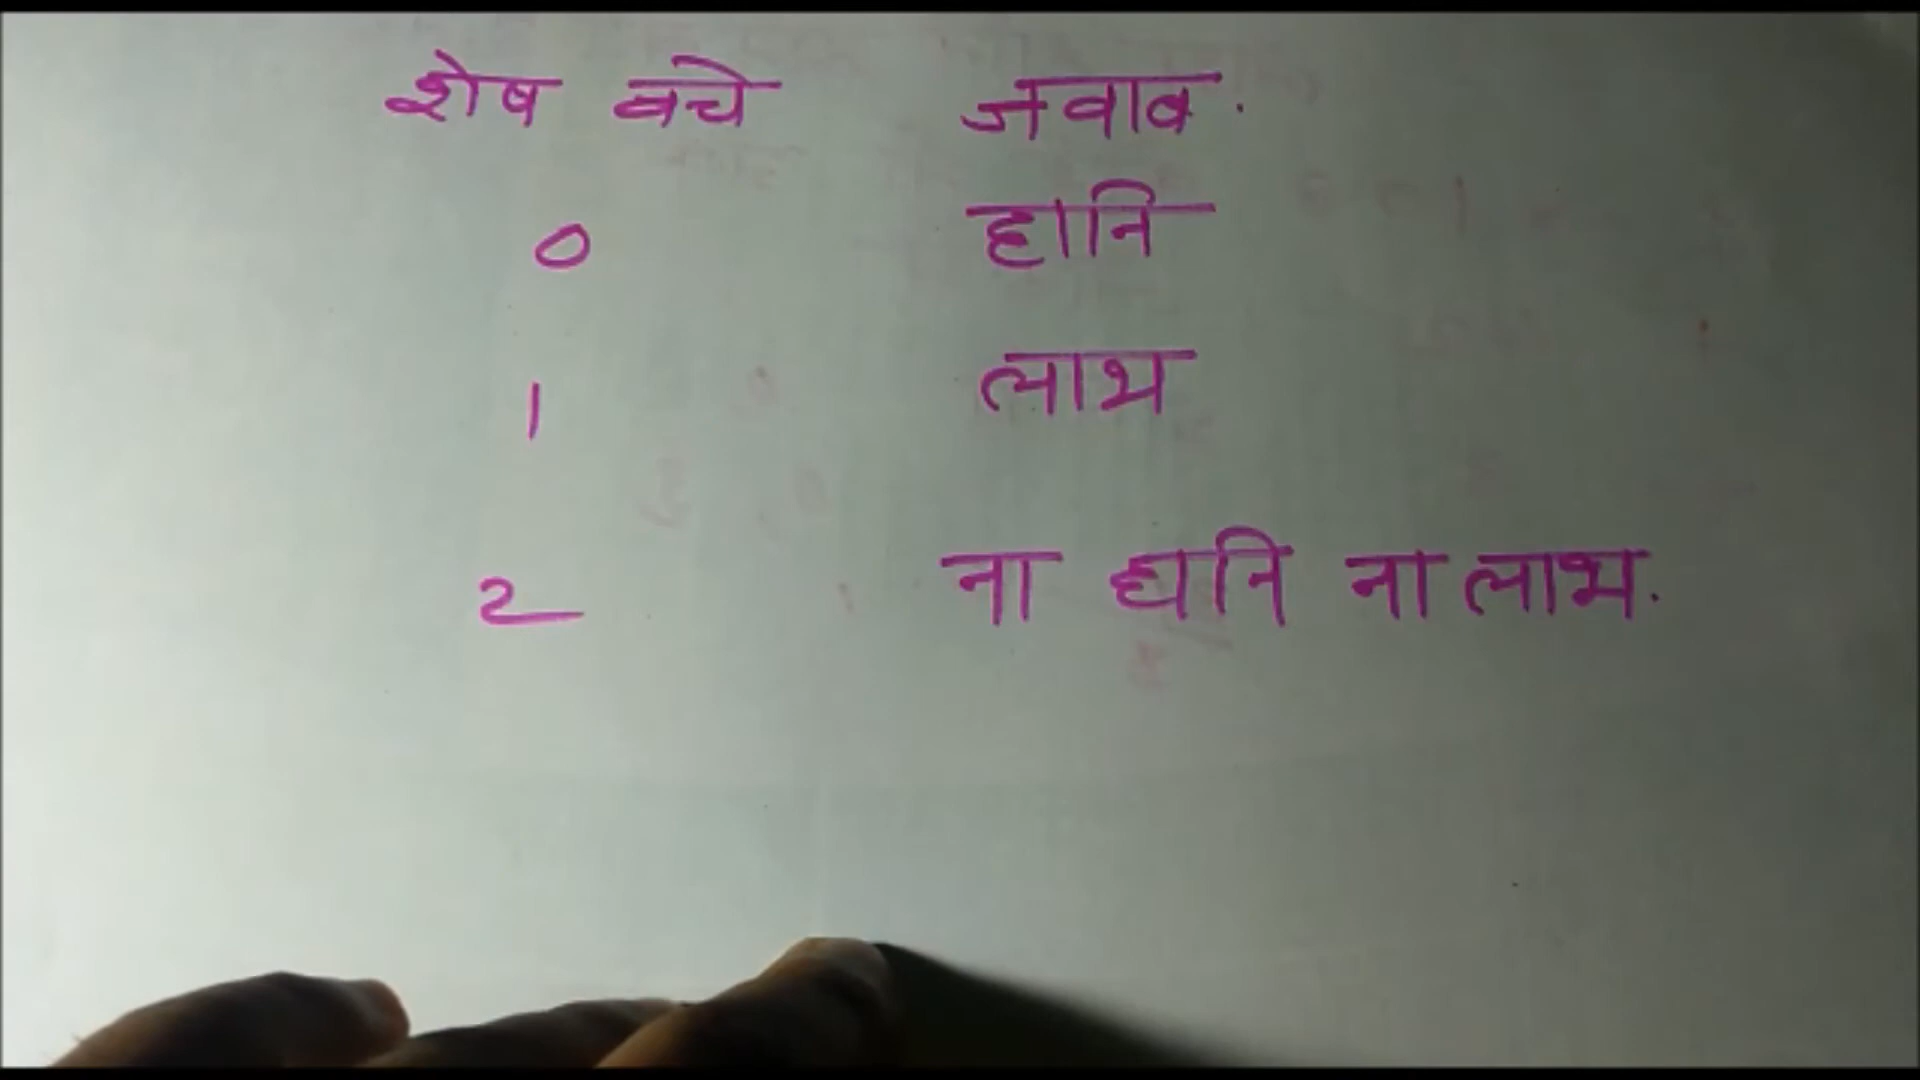 शेष बचे जवाब.
0 हानि
1 लाभ
2 ना हानि ना लाभ.